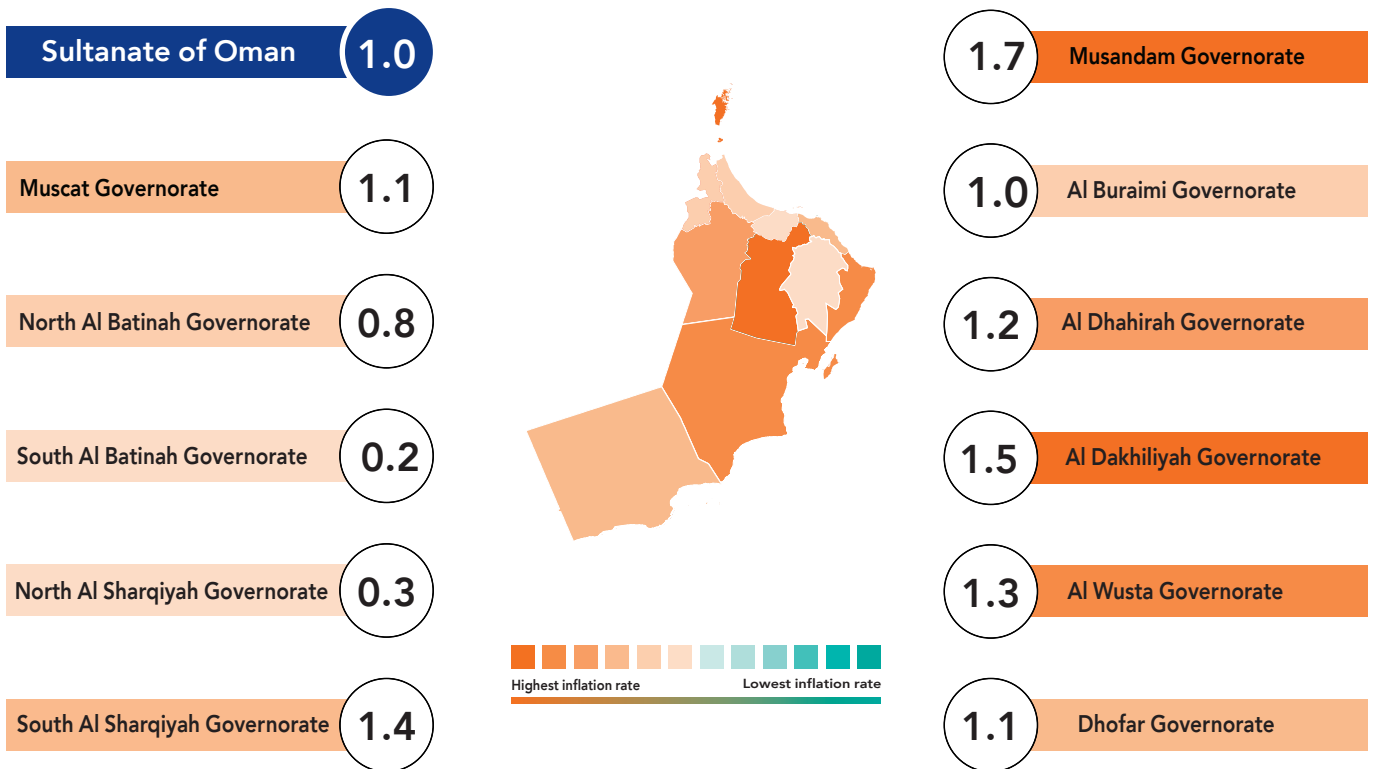 Sultanate of Oman 1.0
Muscat Governorate 1.1
North Al Batinah Governorate 0.8
South Al Batinah Governorate 0.2
North Al Sharqiyah Governorate 0.3
South Al Sharqiyah Governorate 1.4
Highest inflation rate
Lowest inflation rate
1.7 Musandam Governorate
1.0 Al Buraimi Governorate
1.2 Al Dhahirah Governorate
1.5 Al Dakhiliyah Governorate
1.3 Al Wusta Governorate
1.1 Dhofar Governorate